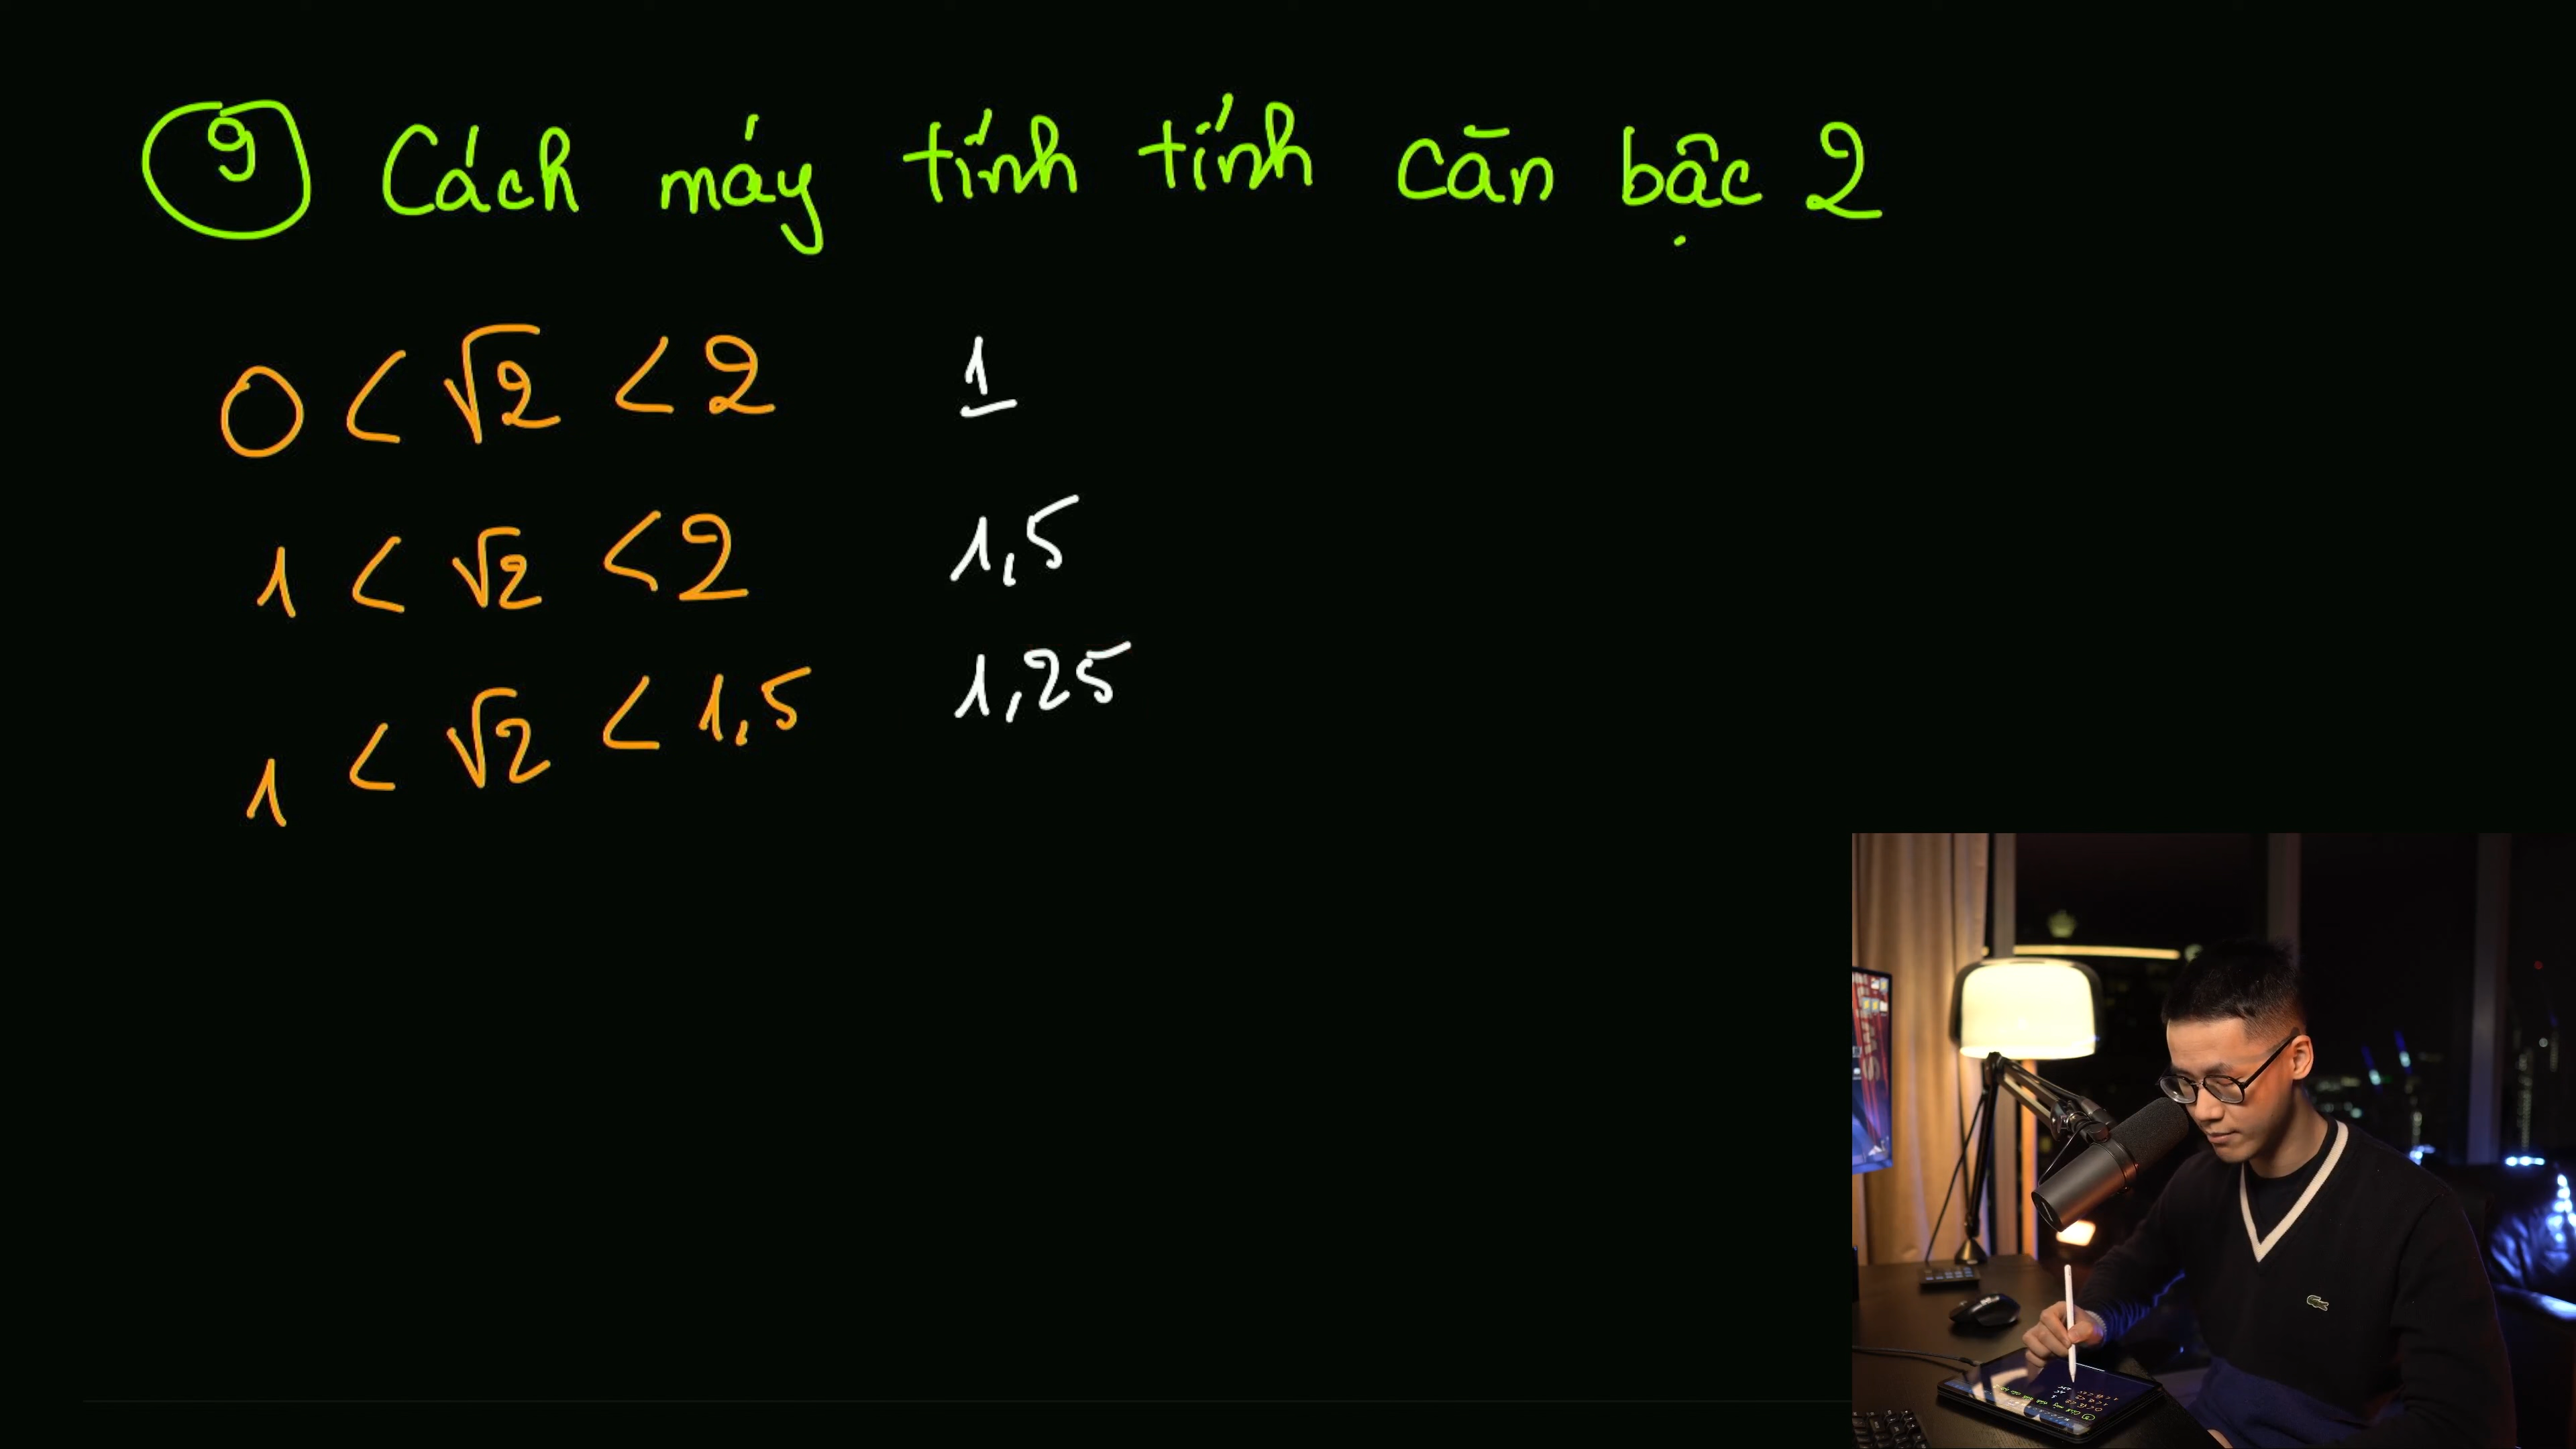 9 Cách máy tính tính căn bậc 2
0 < √2 < 2 1
1 < √2 < 2 1,5
1 < √2 < 1,5 1,25